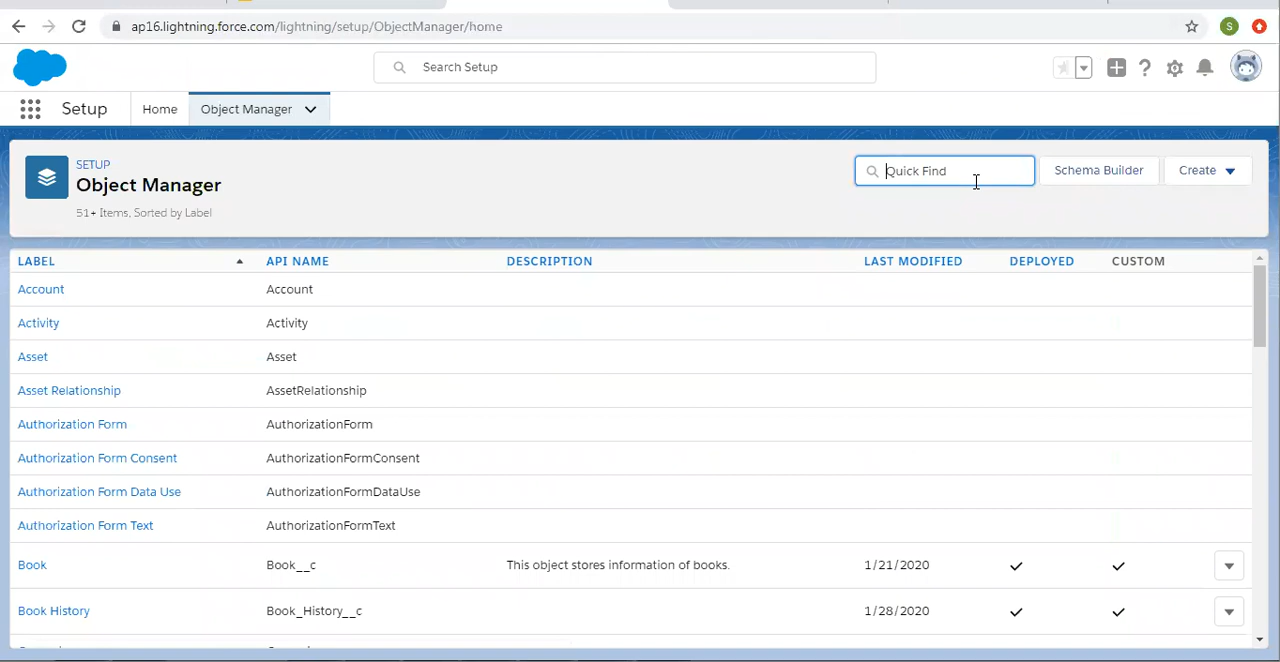 ap16.lightning.force.com/lightning/setup/ObjectManager/home
S
Search Setup
Setup
Home
Object Manager
SETUP
Object Manager
51+ Items, Sorted by Label
Quick Find
Schema Builder
Create
LABEL API NAME DESCRIPTION LAST MODIFIED DEPLOYED CUSTOM
Account Account
Activity Activity
Asset Asset
Asset Relationship AssetRelationship
Authorization Form AuthorizationForm
Authorization Form Consent AuthorizationFormConsent
Authorization Form Data Use AuthorizationFormDataUse
Authorization Form Text AuthorizationFormText
Book Book__c This object stores information of books. 1/21/2020
Book History Book_History__c 1/28/2020